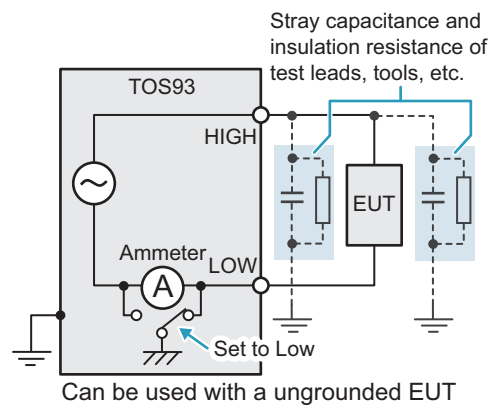 Stray capacitance and
insulation resistance of
test leads, tools, etc.
TOS93
HIGH
EUT
Ammeter
LOW
A
Set to Low
Can be used with a ungrounded EUT